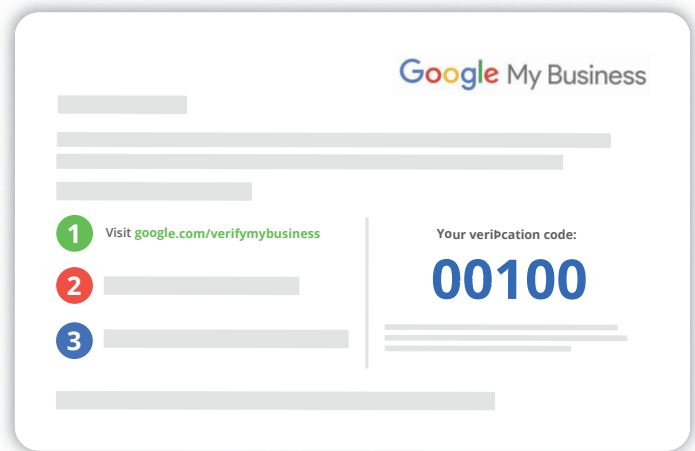 Google My Business
1 Visit google.com/verifymybusiness
2
3
Your veriÞcation code:
00100